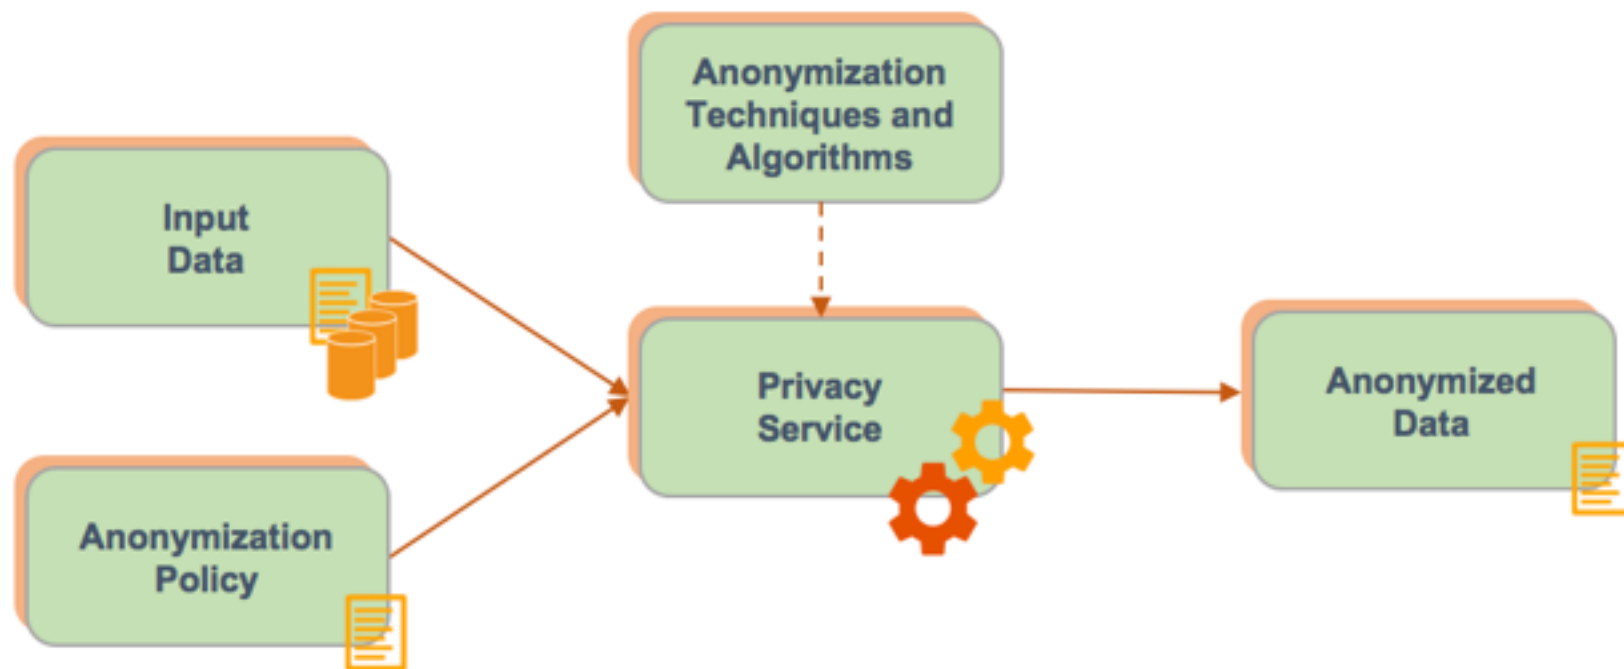 Input
Data
Anonymization
Policy
Anonymization
Techniques and
Algorithms
Privacy
Service
Anonymized
Data